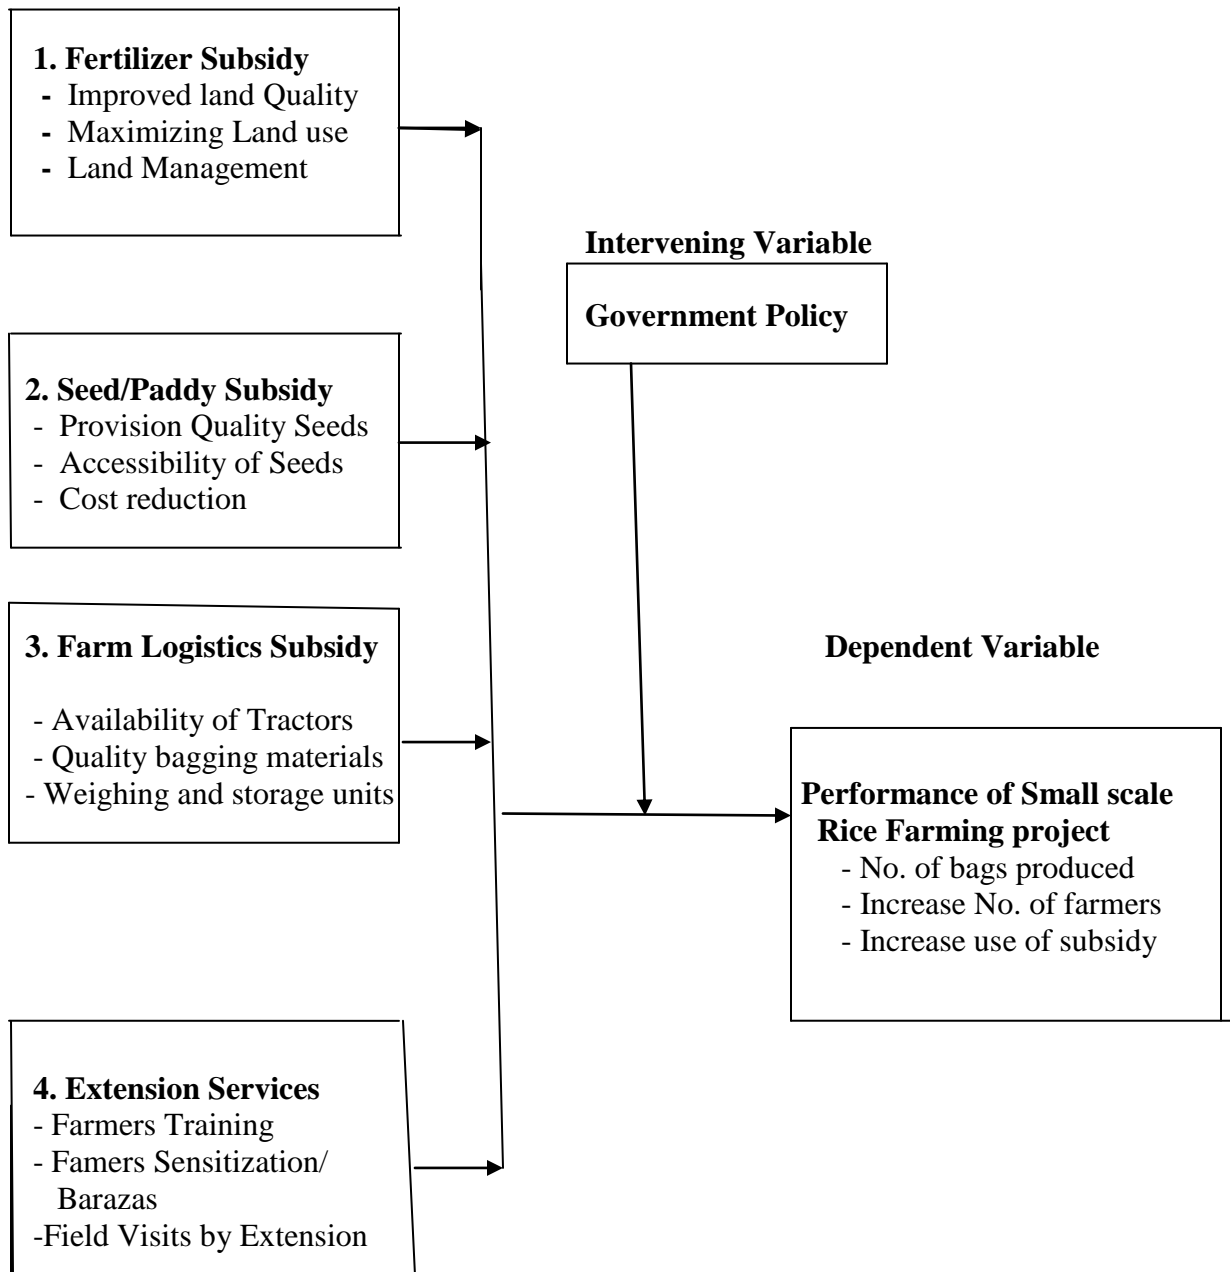 1. Fertilizer Subsidy
- Improved land Quality
- Maximizing Land use
- Land Management
Intervening Variable
Government Policy
2. Seed/Paddy Subsidy
- Provision Quality Seeds
- Accessibility of Seeds
- Cost reduction
3. Farm Logistics Subsidy
- Availability of Tractors
- Quality bagging materials
- Weighing and storage units
Dependent Variable
Performance of Small scale
Rice Farming project
- No. of bags produced
- Increase No. of farmers
- Increase use of subsidy
4. Extension Services
- Farmers Training
- Famers Sensitization/
Barazas
-Field Visits by Extension